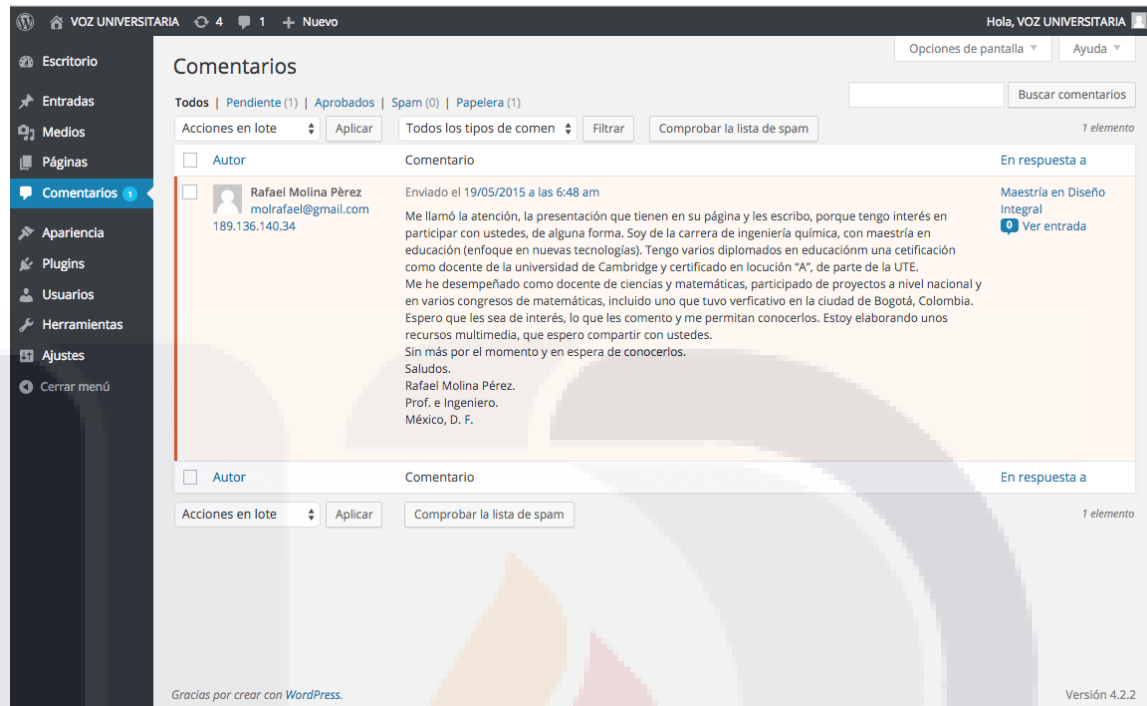 VOZ UNIVERSITARIA 4 1 + Nuevo Hola, VOZ UNIVERSITARIA
Opciones de pantalla Ayuda
Escritorio
Entradas
Medios
Páginas
Comentarios 1
Apariencia
Plugins
Usuarios
Herramientas
Ajustes
Cerrar menú
Comentarios
Todos | Pendiente (1) | Aprobados | Spam (0) | Papelera (1)
Buscar comentarios
Acciones en lote Aplicar Todos los tipos de comen Filtrar Comprobar la lista de spam 1 elemento
Autor Comentario En respuesta a
Rafael Molina Pèrez
molrafael@gmail.com
189.136.140.34
Enviado el 19/05/2015 a las 6:48 am
Me llamó la atención, la presentación que tienen en su página y les escribo, porque tengo interés en
participar con ustedes, de alguna forma. Soy de la carrera de ingeniería química, con maestría en
educación (enfoque en nuevas tecnologías). Tengo varios diplomados en educaciónm una cetificación
como docente de la universidad de Cambridge y certificado en locución “A”, de parte de la UTE.
Me he desempeñado como docente de ciencias y matemáticas, participado de proyectos a nivel nacional y
en varios congresos de matemáticas, incluido uno que tuvo verficativo en la ciudad de Bogotá, Colombia.
Espero que les sea de interés, lo que les comento y me permitan conocerlos. Estoy elaborando unos
recursos multimedia, que espero compartir con ustedes.
Sin más por el momento y en espera de conocerlos.
Saludos.
Rafael Molina Pérez.
Prof. e Ingeniero.
México, D. F.
Maestría en Diseño
Integral
0 Ver entrada
Autor Comentario En respuesta a
Acciones en lote Aplicar Comprobar la lista de spam 1 elemento
Gracias por crear con WordPress. Versión 4.2.2